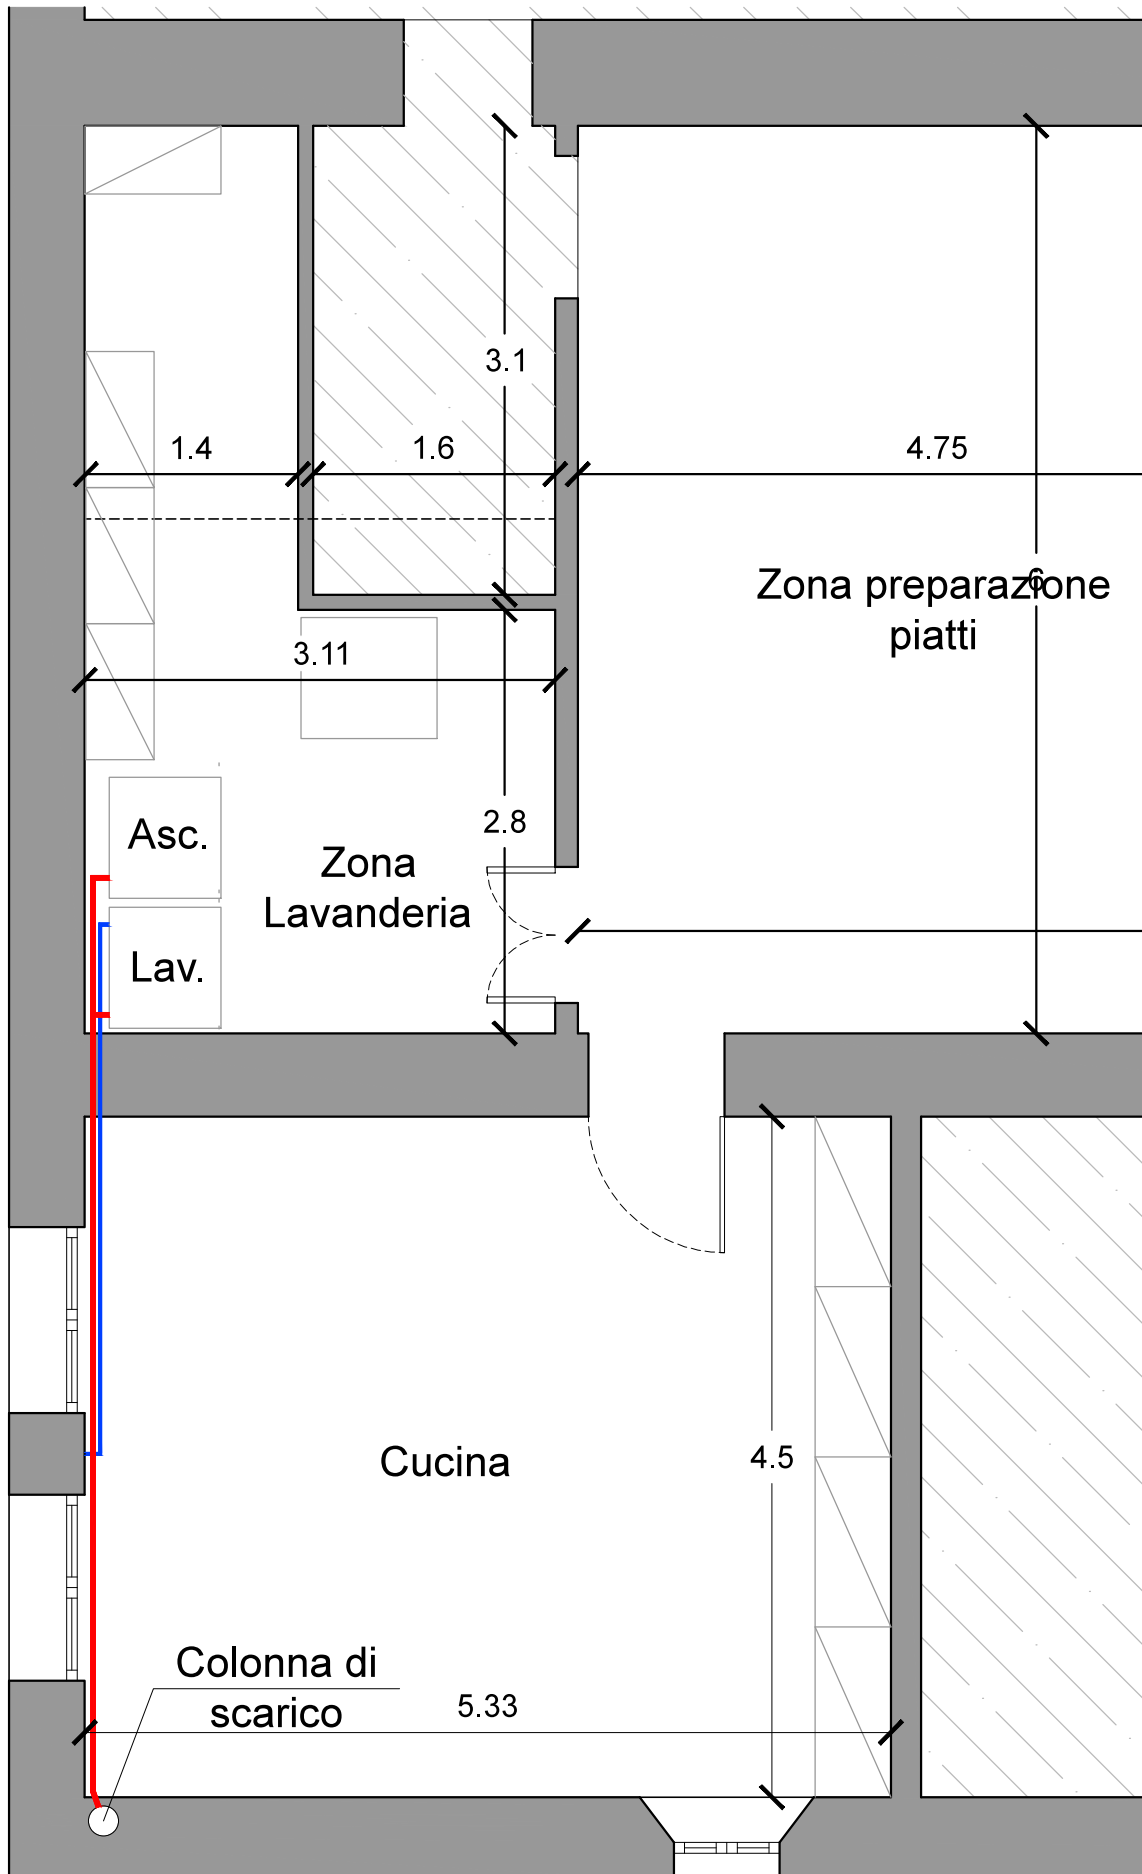 3.1
1.4
1.6
4.75
6
Zona preparazione
piatti
3.11
2.8
Asc.
Zona
Lavanderia
Lav.
Cucina
4.5
Colonna di
scarico
5.33